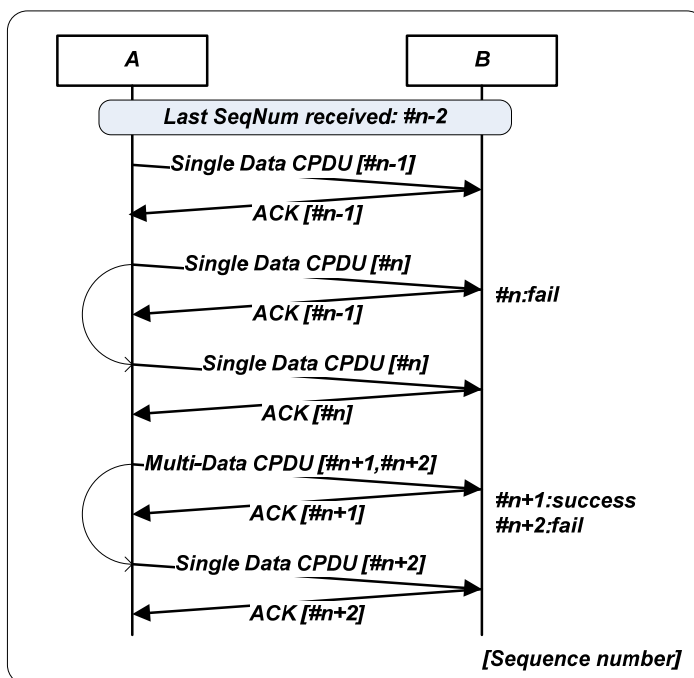 A
B
Last SeqNum received: #n-2
Single Data CPDU [#n-1]
ACK [#n-1]
Single Data CPDU [#n]
#n:fail
ACK [#n-1]
Single Data CPDU [#n]
ACK [#n]
Multi-Data CPDU [#n+1,#n+2]
#n+1:success
ACK [#n+1]
#n+2:fail
Single Data CPDU [#n+2]
ACK [#n+2]
[Sequence number]